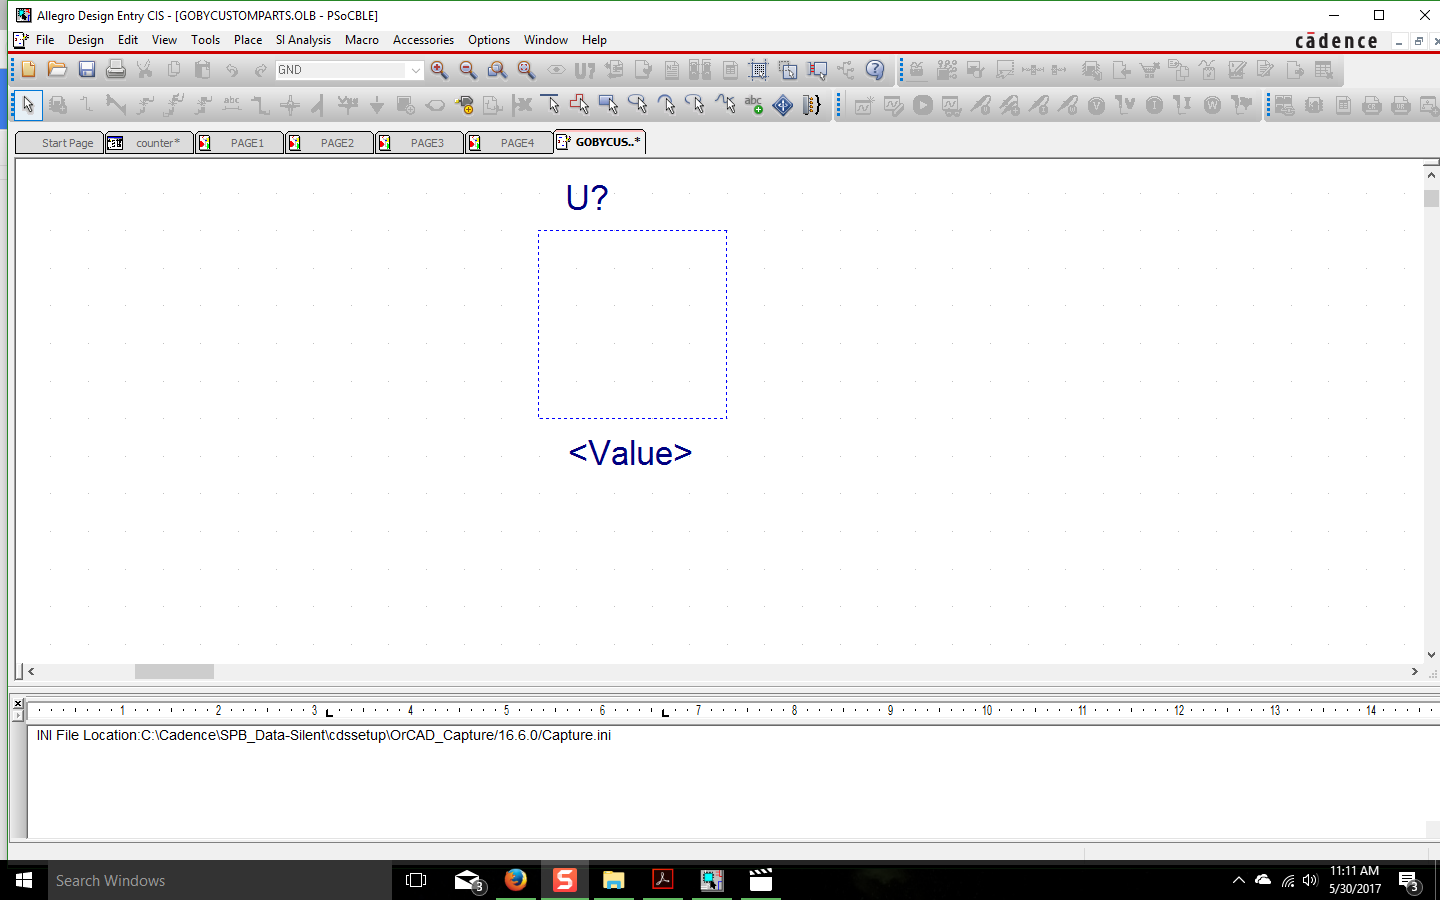 Allegro Design Entry CIS - [GOBYCUSTOMPARTS.OLB - PSoCBLE]
File Design Edit View Tools Place SI Analysis Macro Accessories Options Window Help
cādence
GND
U?
abc
abc
V
I
W
Start Page counter* PAGE1 PAGE2 PAGE3 PAGE4 GOBYCUS..*
U?
<Value>
1 2 3 4 5 6 7 8 9 10 11 12 13 14
INI File Location:C:\Cadence\SPB_Data-Silent\cdssetup\OrCAD_Capture/16.6.0/Capture.ini
Search Windows
3
S
11:11 AM
5/30/2017
3